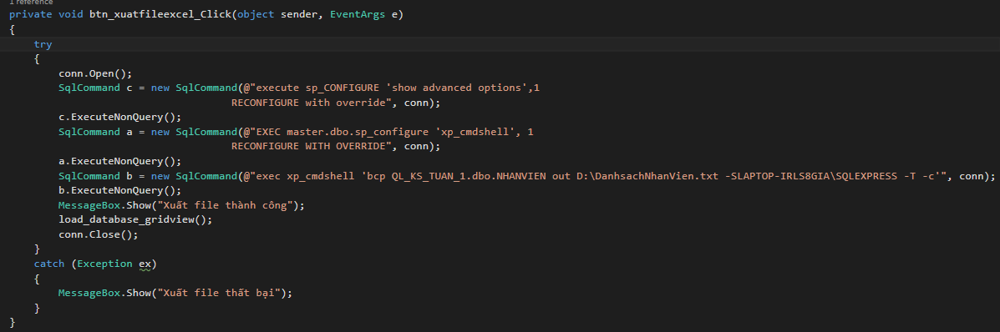 1 reference
private void btn_xuatfileexcel_Click(object sender, EventArgs e)
{
try
{
conn.Open();
SqlCommand c = new SqlCommand(@"execute sp_CONFIGURE 'show advanced options',1
RECONFIGURE with override", conn);
c.ExecuteNonQuery();
SqlCommand a = new SqlCommand(@"EXEC master.dbo.sp_configure 'xp_cmdshell', 1
RECONFIGURE WITH OVERRIDE", conn);
a.ExecuteNonQuery();
SqlCommand b = new SqlCommand(@"exec xp_cmdshell 'bcp QL_KS_TUAN_1.dbo.NHANVIEN out D:\DanhsachNhanVien.txt -SLAPTOP-IRLS8GIA\SQLEXPRESS -T -c'", conn);
b.ExecuteNonQuery();
MessageBox.Show("Xuất file thành công");
load_database_gridview();
conn.Close();
}
catch (Exception ex)
{
MessageBox.Show("Xuất file thất bại");
}
}